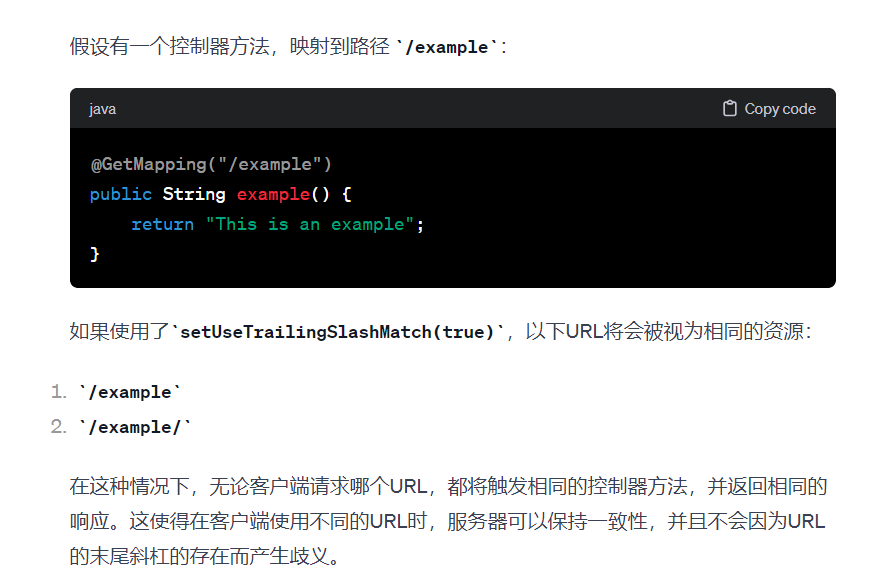 假设有一个控制器方法，映射到路径 `/example`：
java
Copy code
@GetMapping("/example")
public String example() {
    return "This is an example";
}
如果使用了`setUseTrailingSlashMatch(true)`，以下URL将会被视为相同的资源：
1. `/example`
2. `/example/`
在这种情况下，无论客户端请求哪个URL，都将触发相同的控制器方法，并返回相同的
响应。这使得在客户端使用不同的URL时，服务器可以保持一致性，并且不会因为URL
的末尾斜杠的存在而产生歧义。